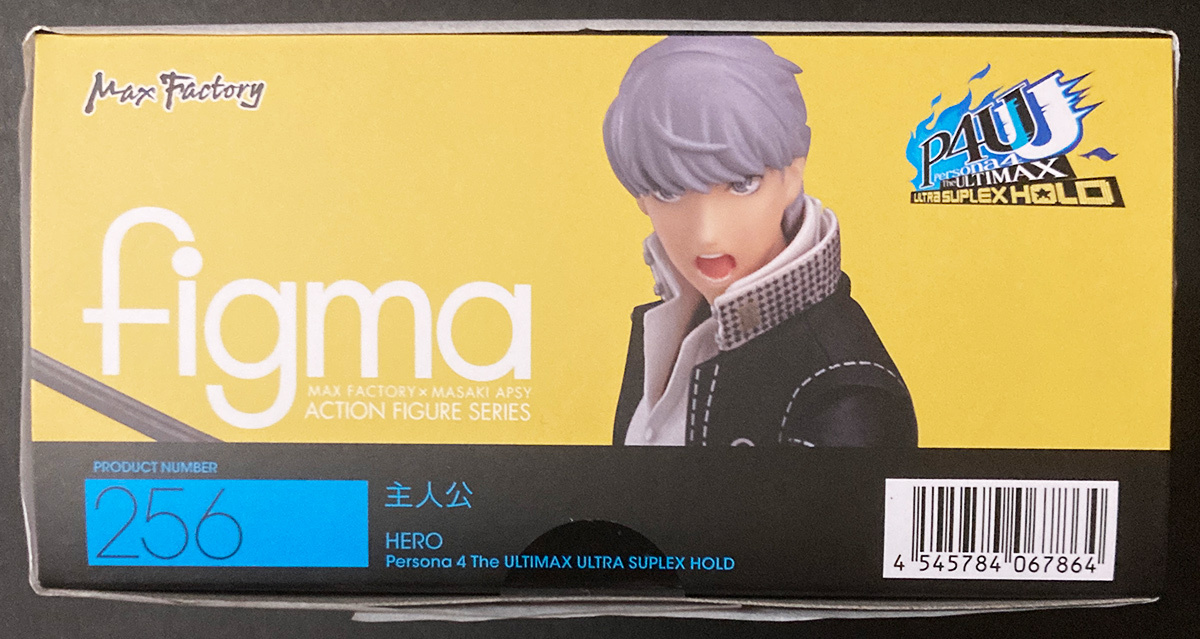 Max Factory
P4UU
Persona4
The ULTIMAX
ULTRA SUPLEX HOLD
figma
MAX FACTORY × MASAKI APSY
ACTION FIGURE SERIES
PRODUCT NUMBER
256
主人公
HERO
Persona 4 The ULTIMAX ULTRA SUPLEX HOLD
4 545784 067864